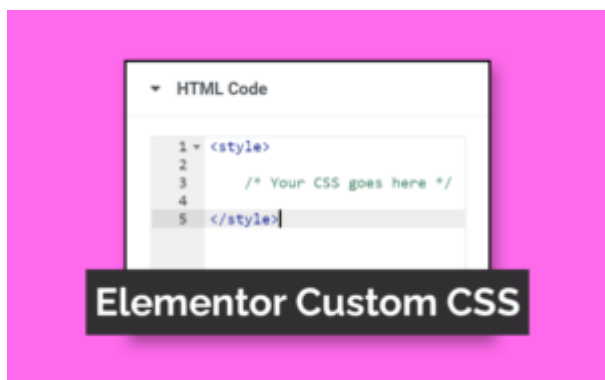 HTML Code
1 <style>
2
3 /* Your CSS goes here */
4
5 </style>
Elementor Custom CSS